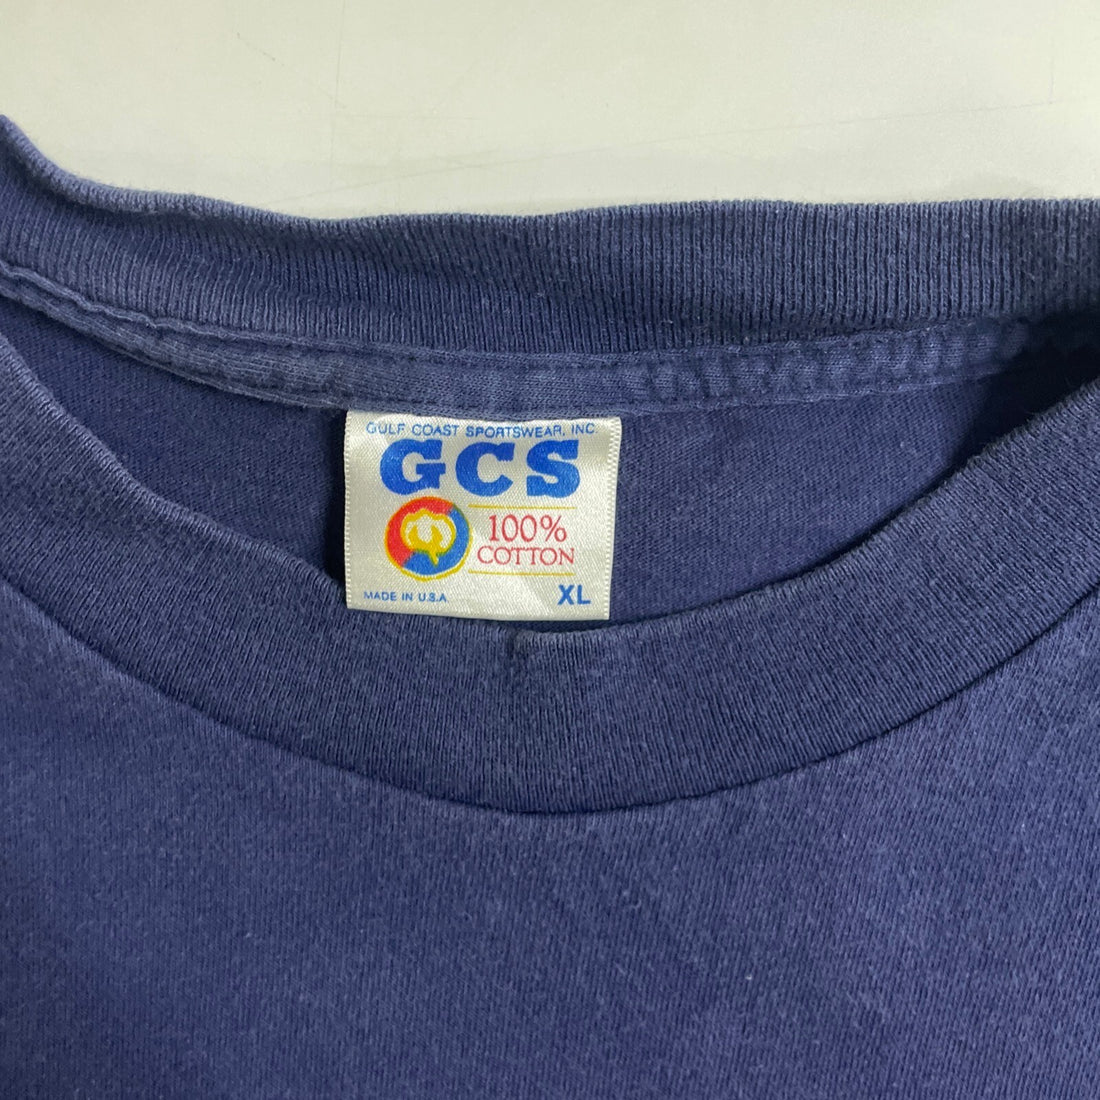 GULF COAST SPORTSWEAR, INC
GCS
100%
COTTON
MADE IN U.S.A.
XL